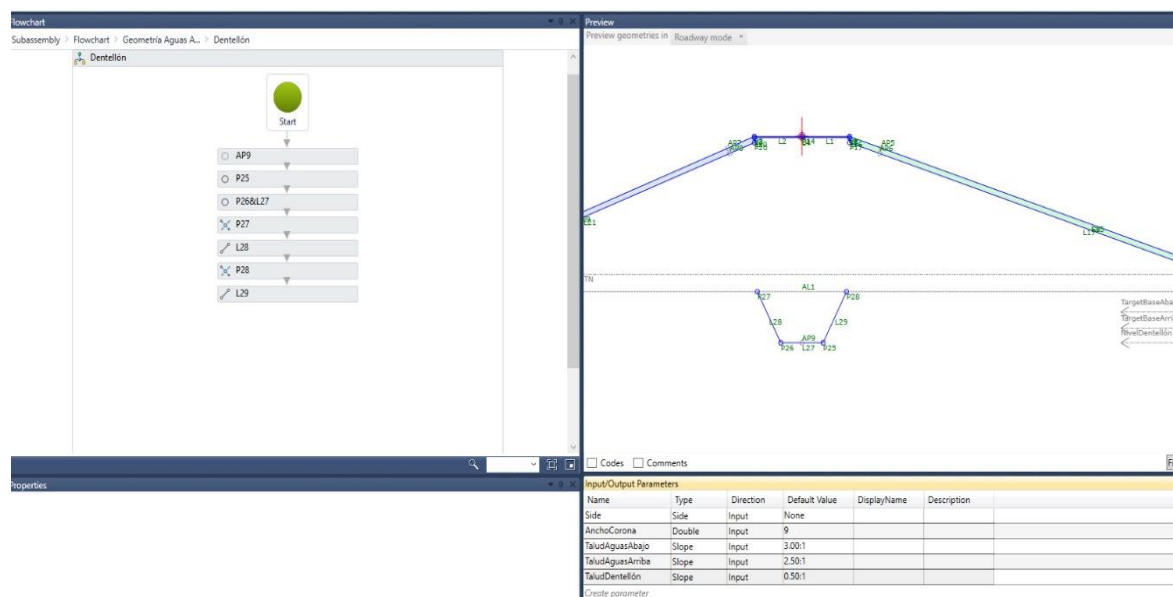 Flowchart
Subassembly > Flowchart > Geometría Aguas A... > Dentellón
Dentellón
Start
AP9
P25
P26&L27
P27
L28
P28
L29
Properties
Preview
Preview geometries in Roadway mode
L2
L1
P17
AP5
AP6
L21
L17
TN
AL1
P27
P28
L28
L29
AP9
P26 L27 P25
TargetBaseAba
TargetBaseArri
NivelDentellón
Codes Comments
Input/Output Parameters
Name Type Direction Default Value DisplayName Description
Side Side Input None
AnchoCorona Double Input 9
TaludAguasAbajo Slope Input 3.00:1
TaludAguasArriba Slope Input 2.50:1
TaludDentellón Slope Input 0.50:1
Create parameter